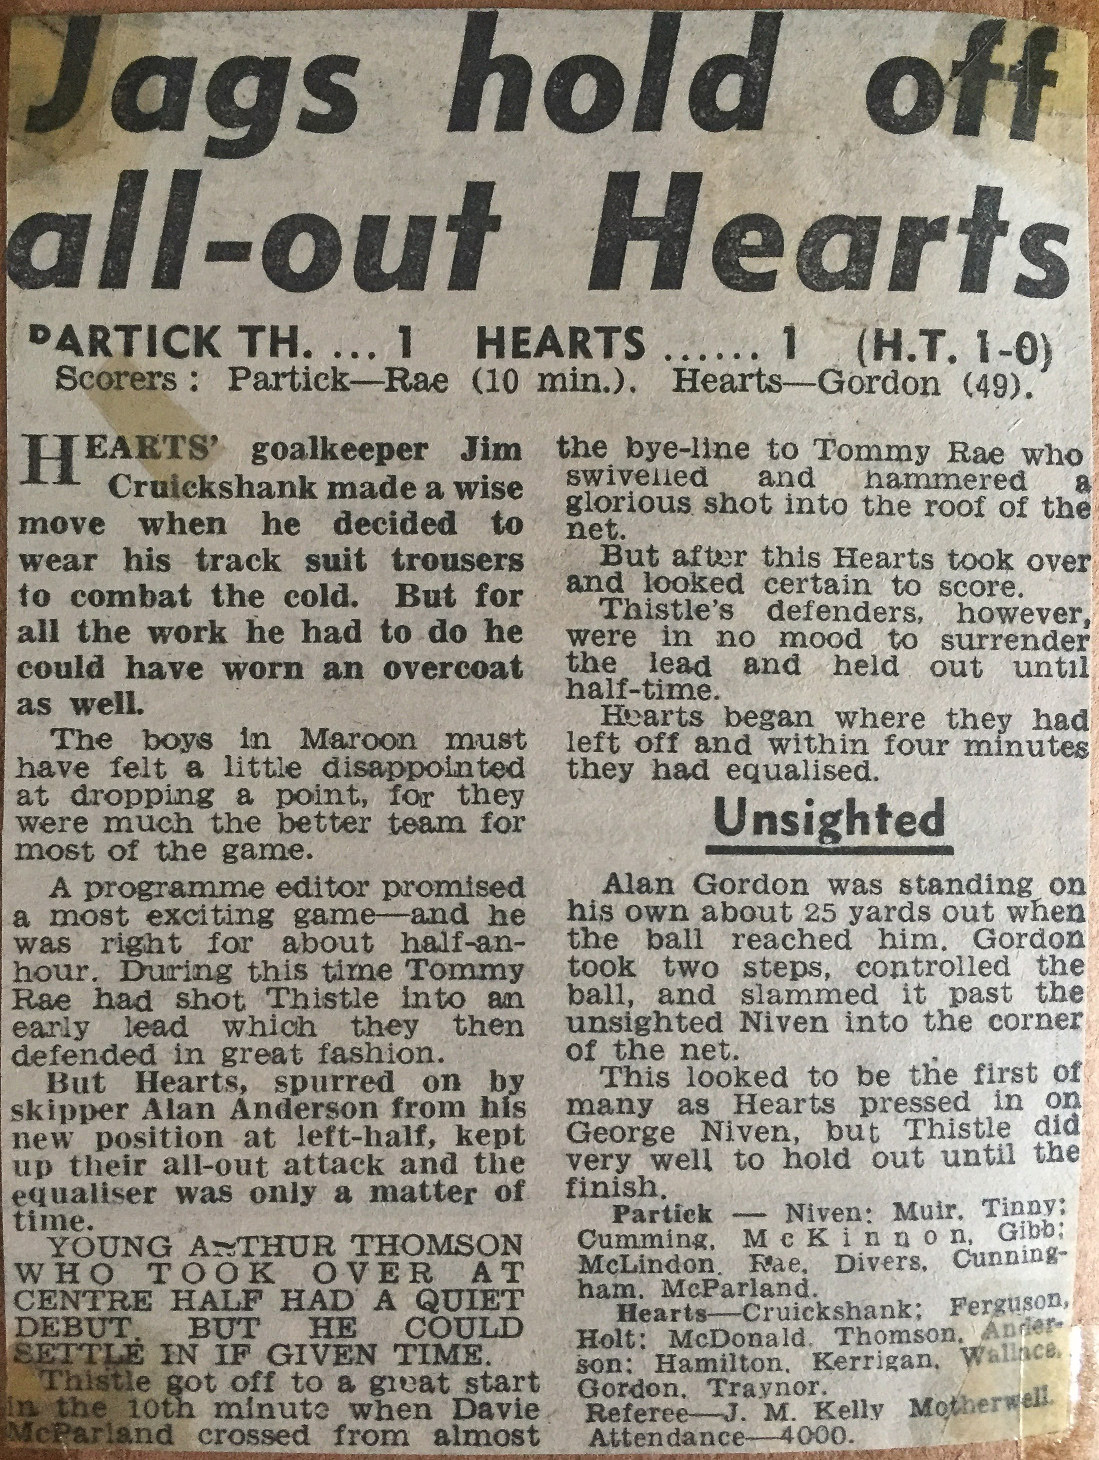 Jags hold off
all-out Hearts
PARTICK TH. ... 1 HEARTS ...... 1 (H.T. 1-0)
Scorers: Partick—Rae (10 min.). Hearts—Gordon (49).
HEARTS' goalkeeper Jim
Cruickshank made a wise
move when he decided to
wear his track suit trousers
to combat the cold. But for
all the work he had to do he
could have worn an overcoat
as well.
The boys in Maroon must
have felt a little disappointed
at dropping a point, for they
were much the better team for
most of the game.
A programme editor promised
a most exciting game—and he
was right for about half-an-
hour. During this time Tommy
Rae had shot Thistle into an
early lead which they then
defended in great fashion.
But Hearts, spurred on by
skipper Alan Anderson from his
new position at left-half, kept
up their all-out attack and the
equaliser was only a matter of
time.
YOUNG ARTHUR THOMSON
WHO TOOK OVER AT
CENTRE HALF HAD A QUIET
DEBUT. BUT HE COULD
SETTLE IN IF GIVEN TIME.
Thistle got off to a great start
in the 10th minute when Davie
McParland crossed from almost
the bye-line to Tommy Rae who
swivelled and hammered a
glorious shot into the roof of the
net.
But after this Hearts took over
and looked certain to score.
Thistle's defenders, however,
were in no mood to surrender
the lead and held out until
half-time.
Hearts began where they had
left off and within four minutes
they had equalised.
Unsighted
Alan Gordon was standing on
his own about 25 yards out when
the ball reached him. Gordon
took two steps, controlled the
ball, and slammed it past the
unsighted Niven into the corner
of the net.
This looked to be the first of
many as Hearts pressed in on
George Niven, but Thistle did
very well to hold out until the
finish.
Partick — Niven; Muir, Tinny;
Cumming, McKinnon, Gibb;
McLindon, Rae, Divers, Cunning-
ham, McParland.
Hearts—Cruickshank; Ferguson,
Holt; McDonald, Thomson, Ander-
son; Hamilton, Kerrigan, Wallace,
Gordon, Traynor.
Referee—J. M. Kelly Motherwell.
Attendance—4000.